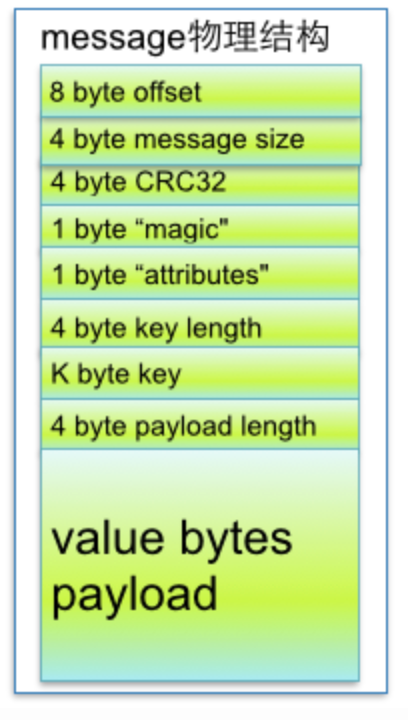 message物理结构
8 byte offset
4 byte message size
4 byte CRC32
1 byte “magic"
1 byte “attributes"
4 byte key length
K byte key
4 byte payload length
value bytes
payload